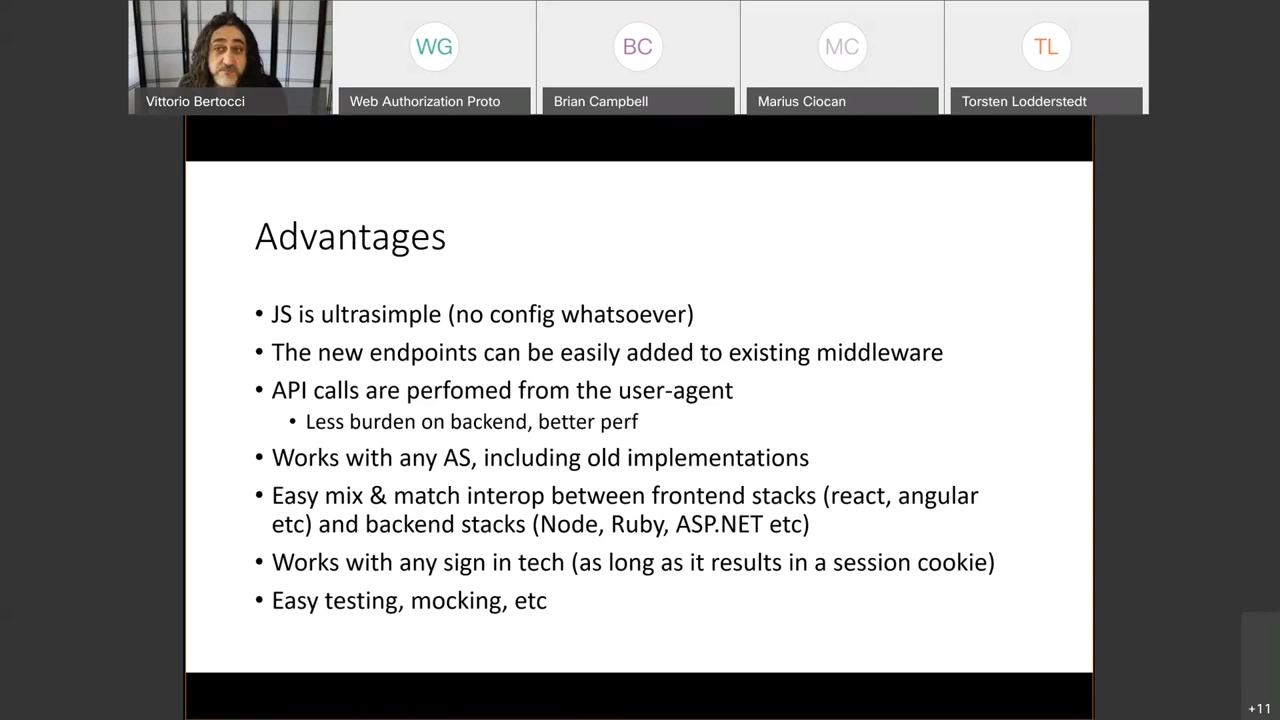 WG
BC
MC
TL
Vittorio Bertocci
Web Authorization Proto
Brian Campbell
Marius Ciocan
Torsten Lodderstedt
Advantages
• JS is ultrasimple (no config whatsoever)
• The new endpoints can be easily added to existing middleware
• API calls are perfomed from the user-agent
• Less burden on backend, better perf
• Works with any AS, including old implementations
• Easy mix & match interop between frontend stacks (react, angular
etc) and backend stacks (Node, Ruby, ASP.NET etc)
• Works with any sign in tech (as long as it results in a session cookie)
• Easy testing, mocking, etc
+11